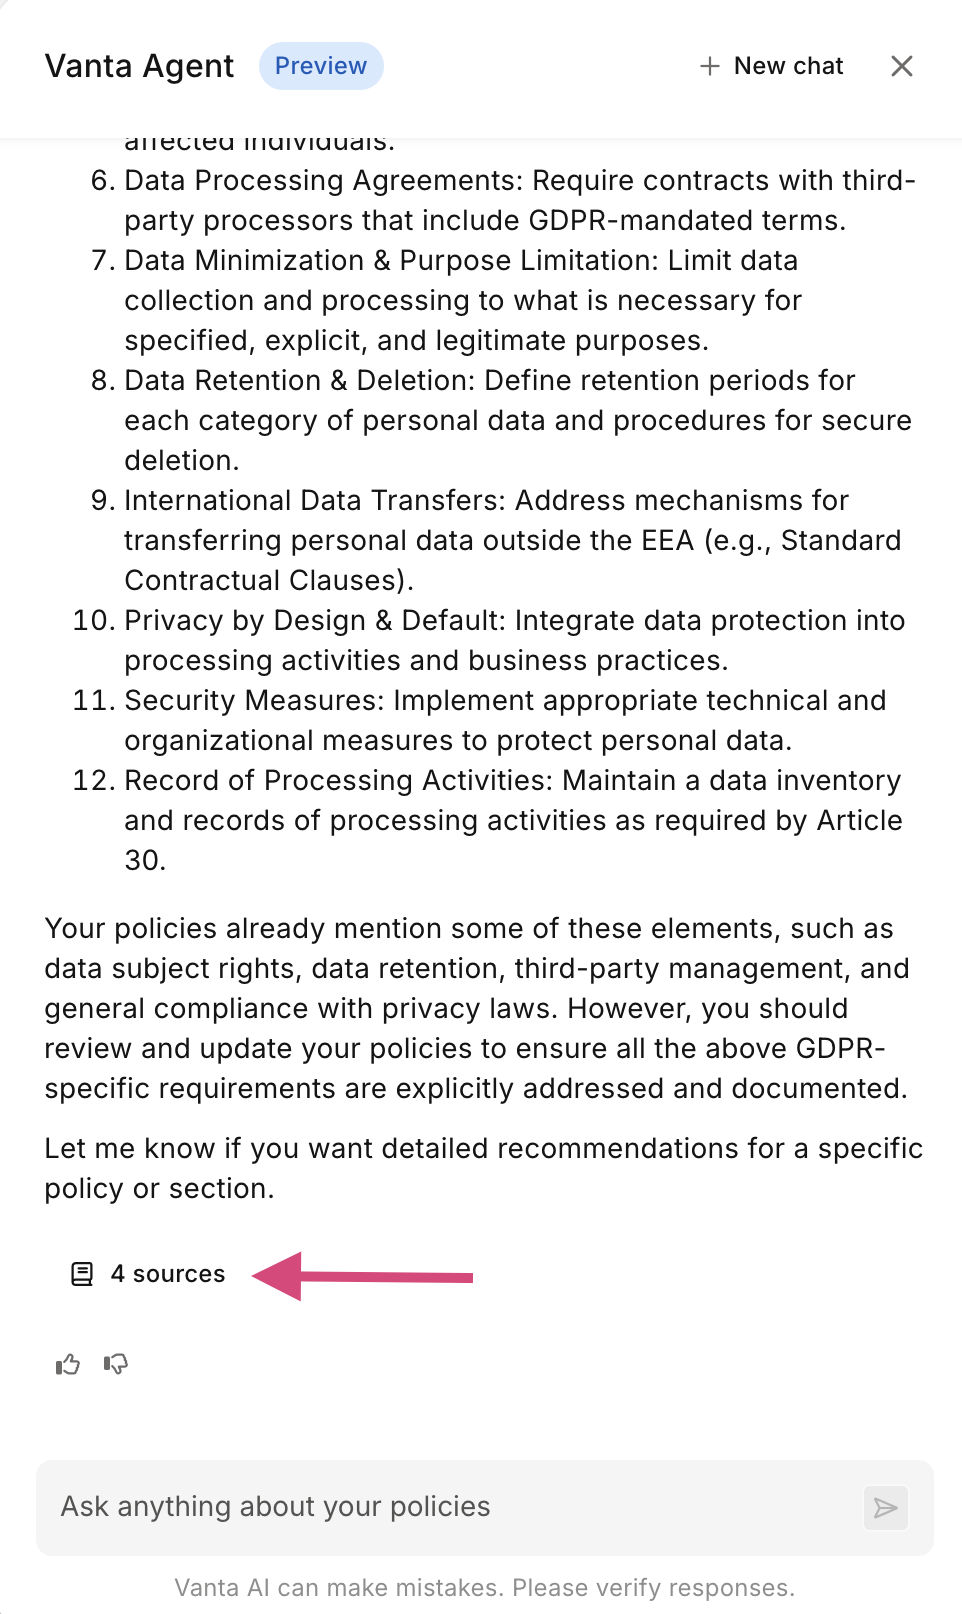 Vanta Agent Preview + New chat
affected individuals.
6. Data Processing Agreements: Require contracts with third-
party processors that include GDPR-mandated terms.
7. Data Minimization & Purpose Limitation: Limit data
collection and processing to what is necessary for
specified, explicit, and legitimate purposes.
8. Data Retention & Deletion: Define retention periods for
each category of personal data and procedures for secure
deletion.
9. International Data Transfers: Address mechanisms for
transferring personal data outside the EEA (e.g., Standard
Contractual Clauses).
10. Privacy by Design & Default: Integrate data protection into
processing activities and business practices.
11. Security Measures: Implement appropriate technical and
organizational measures to protect personal data.
12. Record of Processing Activities: Maintain a data inventory
and records of processing activities as required by Article
30.
Your policies already mention some of these elements, such as
data subject rights, data retention, third-party management, and
general compliance with privacy laws. However, you should
review and update your policies to ensure all the above GDPR-
specific requirements are explicitly addressed and documented.
Let me know if you want detailed recommendations for a specific
policy or section.
4 sources
Ask anything about your policies
Vanta AI can make mistakes. Please verify responses.